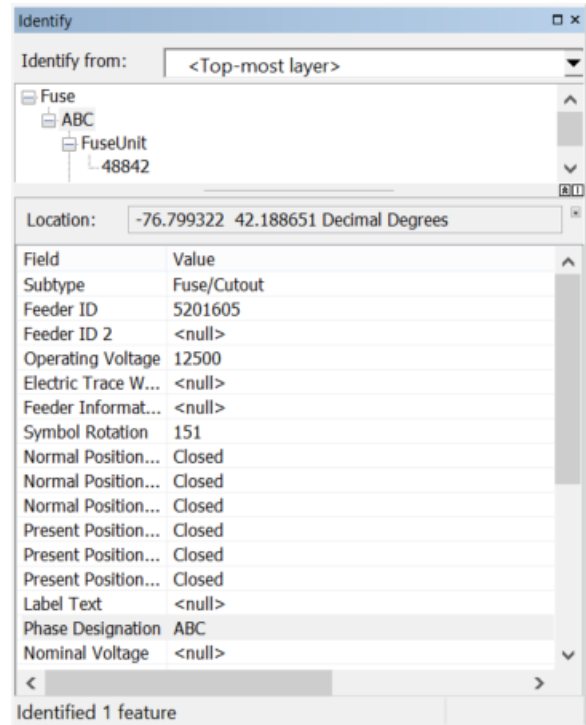 Identify
Identify from: <Top-most layer>
Fuse
ABC
FuseUnit
48842
Location: -76.799322 42.188651 Decimal Degrees
Field Value
Subtype Fuse/Cutout
Feeder ID 5201605
Feeder ID 2 <null>
Operating Voltage 12500
Electric Trace W... <null>
Feeder Informat... <null>
Symbol Rotation 151
Normal Position... Closed
Normal Position... Closed
Normal Position... Closed
Present Position... Closed
Present Position... Closed
Present Position... Closed
Label Text <null>
Phase Designation ABC
Nominal Voltage <null>
Identified 1 feature